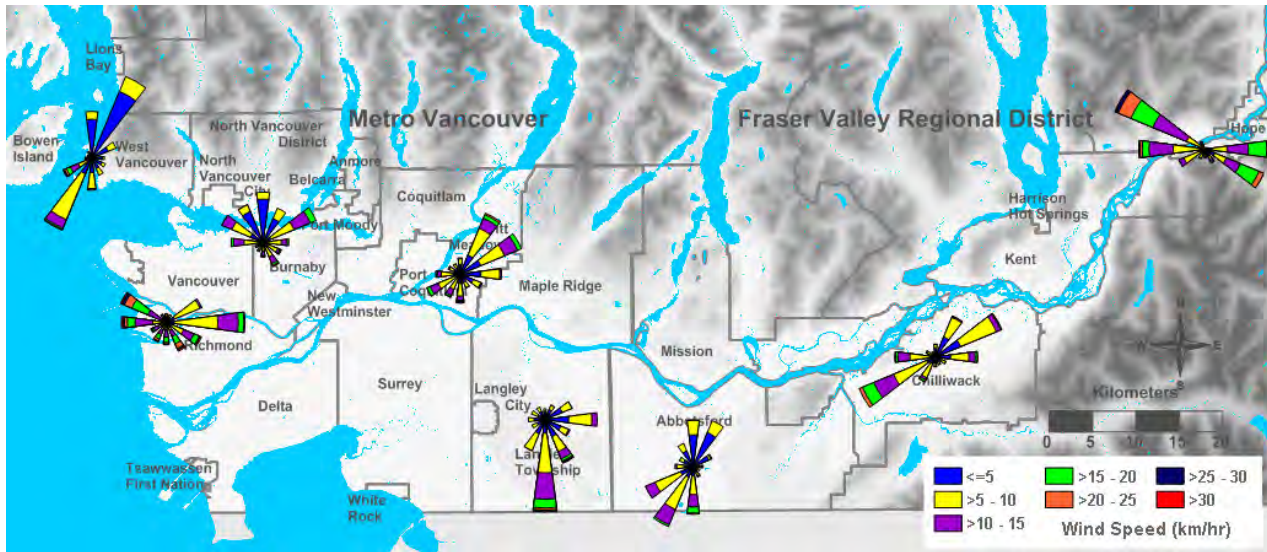 Lions
Bay
Bowen
Island
West
Vancouver
North Vancouver
District
North
Vancouver
City
Metro Vancouver
Fraser Valley Regional District
Hope
Anmore
Belcarra
Port Moody
Coquitlam
Harrison
Hot Springs
Kent
Vancouver
Burnaby
Port
Maple Ridge
New
Westminster
Richmond
Mission
Surrey
Langley
City
Delta
Abbotsford
Chilliwack
W
E
S
Kilometers
0 5 10 15 20
Tsawwassen
First Nation
White
Rock
Township
<=5
>5 - 10
>10 - 15
>15 - 20
>20 - 25
>25 - 30
>30
Wind Speed (km/hr)